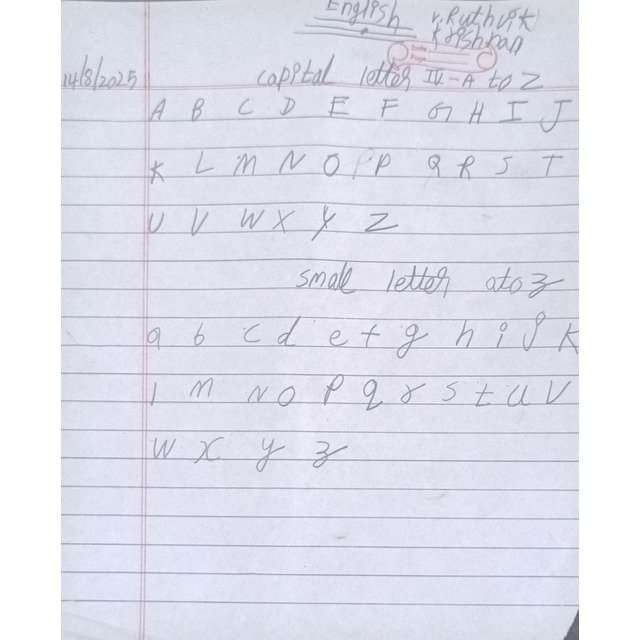 English
V. Ruthvik
Krishnan
Date
Page
14/8/2025 capital letter IV-A to Z
A B C D E F G H I J
K L M N O P P Q R S T
U V W X Y Z
small letter a to z
a b c d e f g h i j k
l m n o p q r s t u v
w x y z